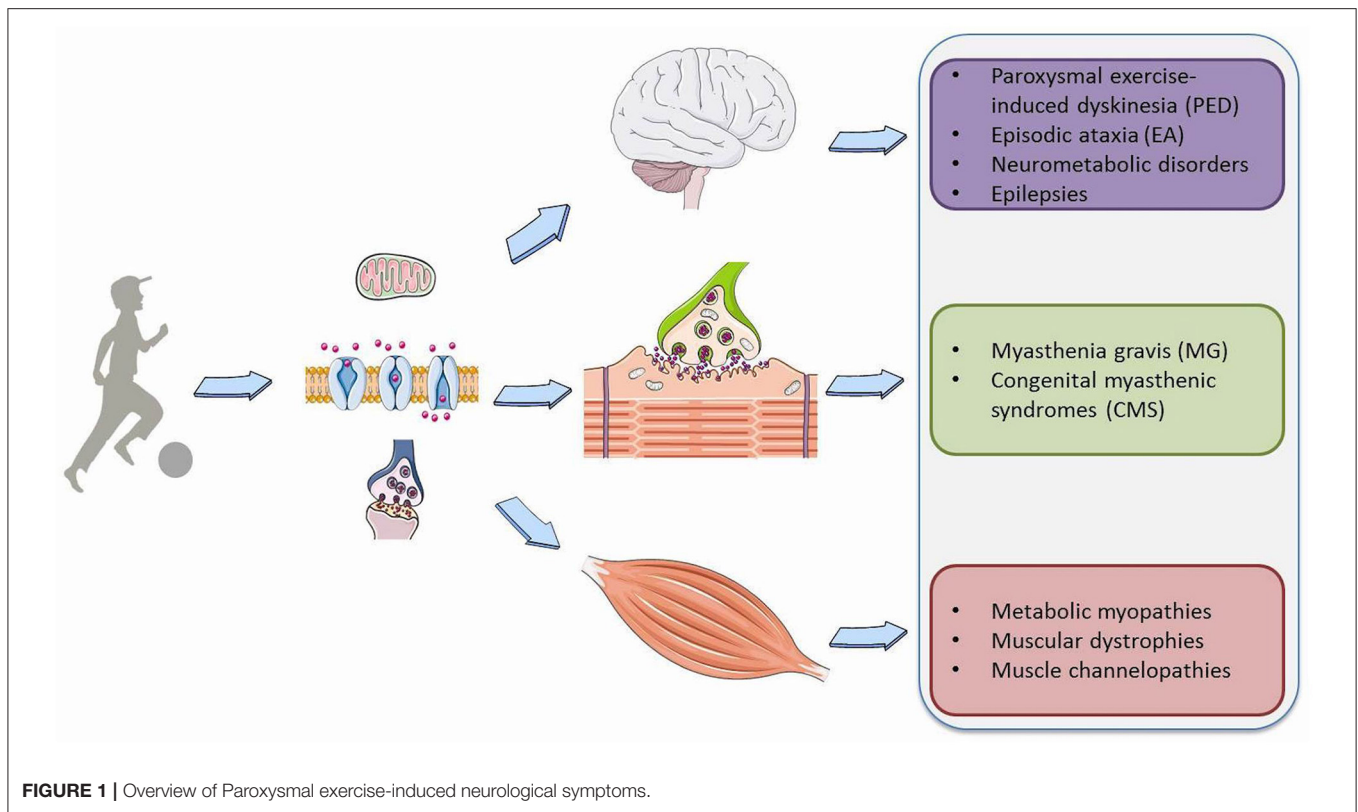 • Paroxysmal exercise-
induced dyskinesia (PED)
• Episodic ataxia (EA)
• Neurometabolic disorders
• Epilepsies
• Myasthenia gravis (MG)
• Congenital myasthenic
syndromes (CMS)
• Metabolic myopathies
• Muscular dystrophies
• Muscle channelopathies
FIGURE 1 | Overview of Paroxysmal exercise-induced neurological symptoms.